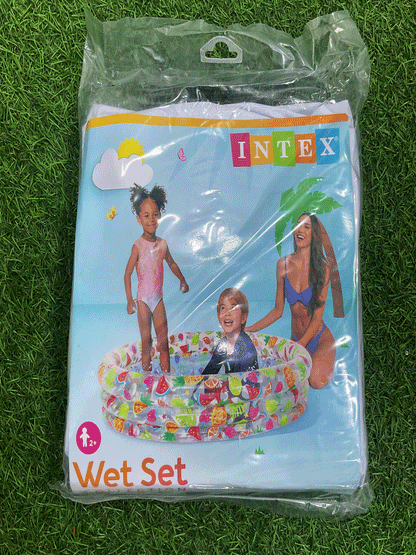 INTEX
2+
Wet Set